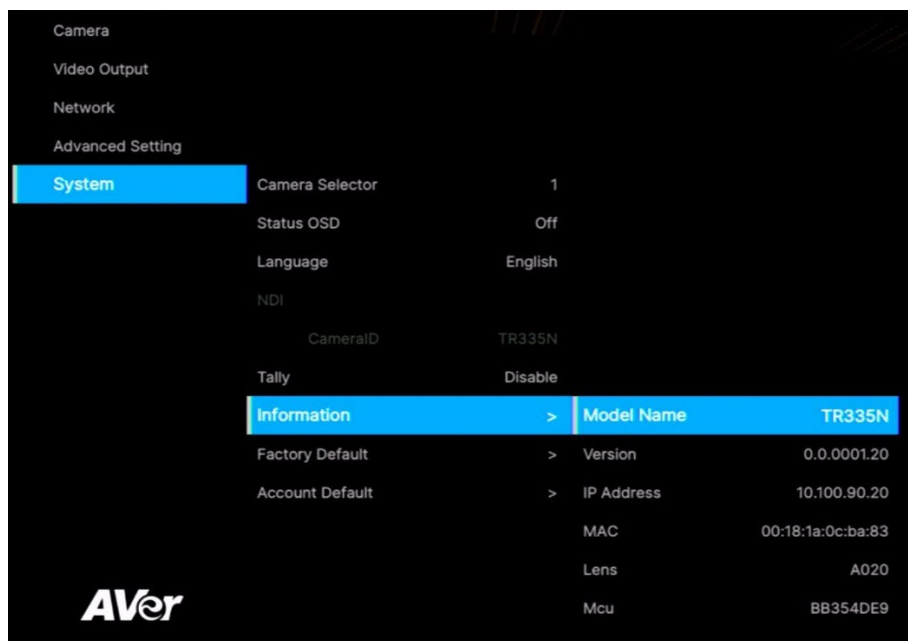 Camera
Video Output
Network
Advanced Setting
System
Camera Selector 1
Status OSD Off
Language English
NDI
CameraID TR335N
Tally Disable
Information > Model Name TR335N
Factory Default > Version 0.0.0001.20
Account Default > IP Address 10.100.90.20
MAC 00:18:1a:0c:ba:83
Lens A020
Mcu BB354DE9
AVer